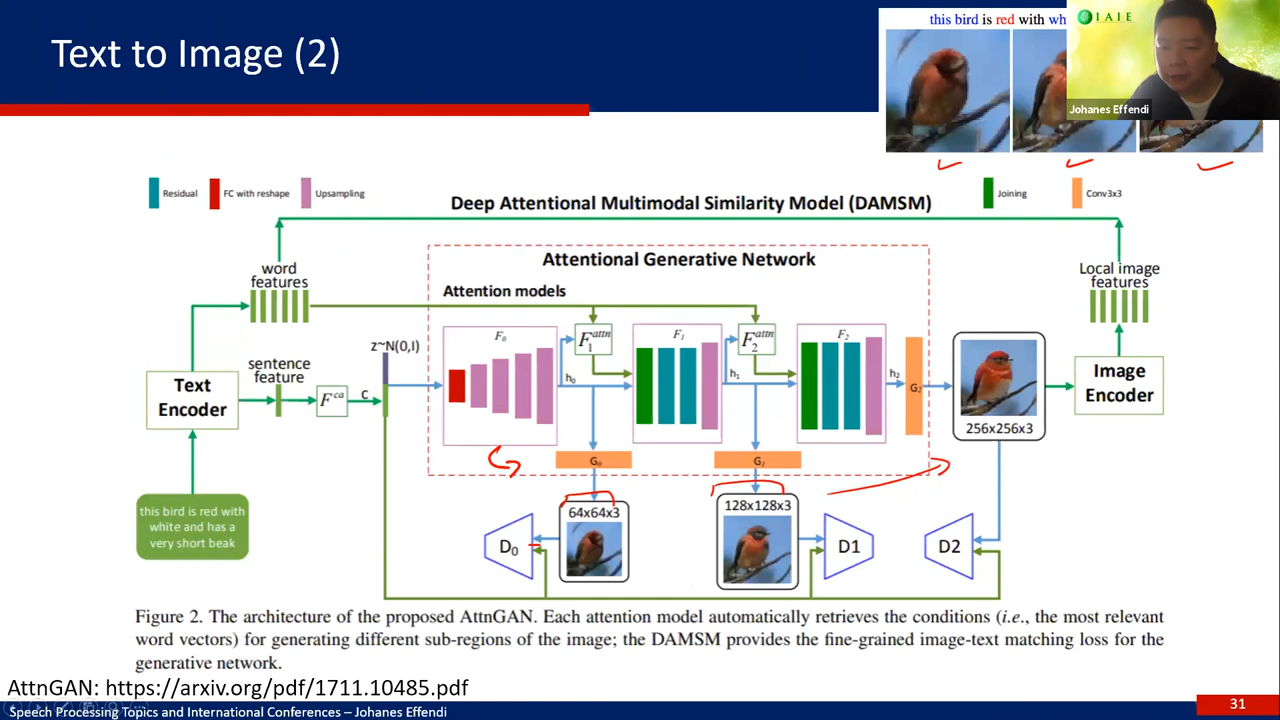 Text to Image (2)
this bird is red with wh
IAIE
Johanes Effendi
Residual
FC with reshape
Upsampling
Joining
Conv3x3
Deep Attentional Multimodal Similarity Model (DAMSM)
Attentional Generative Network
word
features
Attention models
Local image
features
z~N(0,I)
F₀
F₁ᵃᵗᵗⁿ
F₁
F₂ᵃᵗᵗⁿ
F₂
Text
Encoder
sentence
feature
Fᶜᵃ
c
h₀
h₁
h₂
G₂
256x256x3
Image
Encoder
G₀
G₁
this bird is red with
white and has a
very short beak
64x64x3
128x128x3
D₀
D1
D2
Figure 2. The architecture of the proposed AttnGAN. Each attention model automatically retrieves the conditions (i.e., the most relevant
word vectors) for generating different sub-regions of the image; the DAMSM provides the fine-grained image-text matching loss for the
generative network.
AttnGAN: https://arxiv.org/pdf/1711.10485.pdf
Speech Processing Topics and International Conferences – Johanes Effendi
31